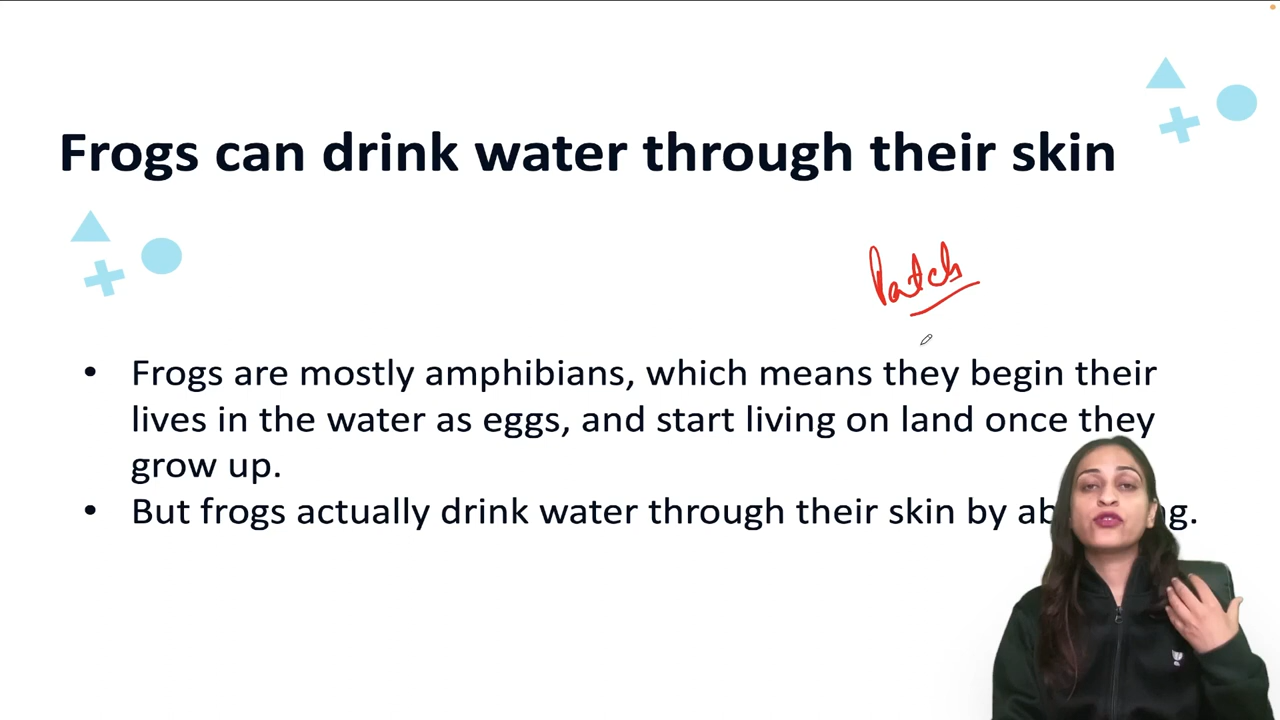 Frogs can drink water through their skin
Patch
• Frogs are mostly amphibians, which means they begin their
lives in the water as eggs, and start living on land once they
grow up.
• But frogs actually drink water through their skin by ab g.